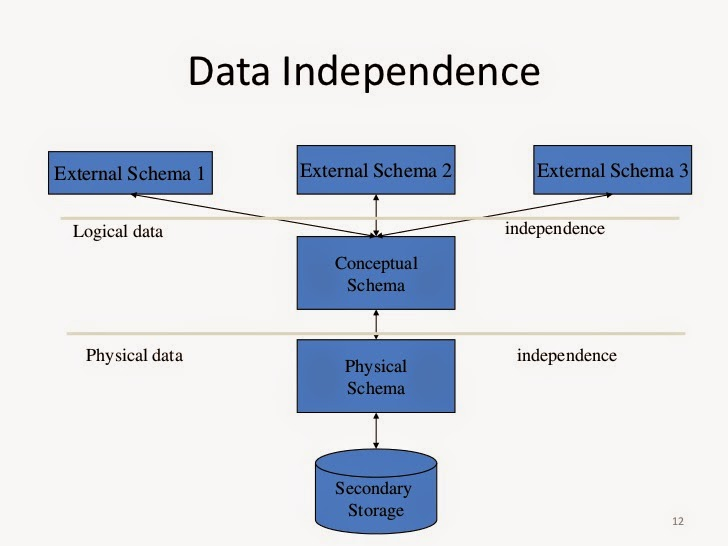 Data Independence
External Schema 1
External Schema 2
External Schema 3
Logical data
independence
Conceptual
Schema
Physical data
independence
Physical
Schema
Secondary
Storage
12